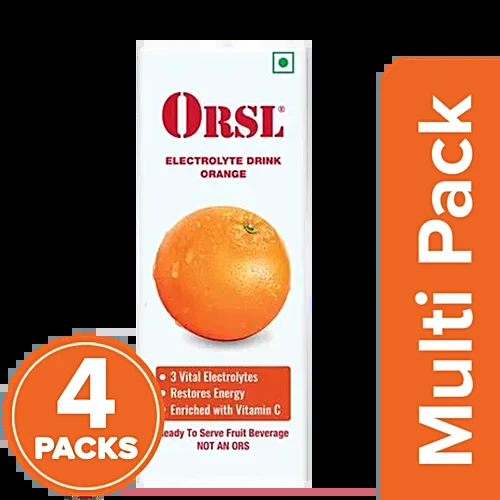 ORSL®
ELECTROLYTE DRINK
ORANGE
• 3 Vital Electrolytes
• Restores Energy
Enriched with Vitamin C
eady To Serve Fruit Beverage
NOT AN ORS
4
PACKS
Multi Pack